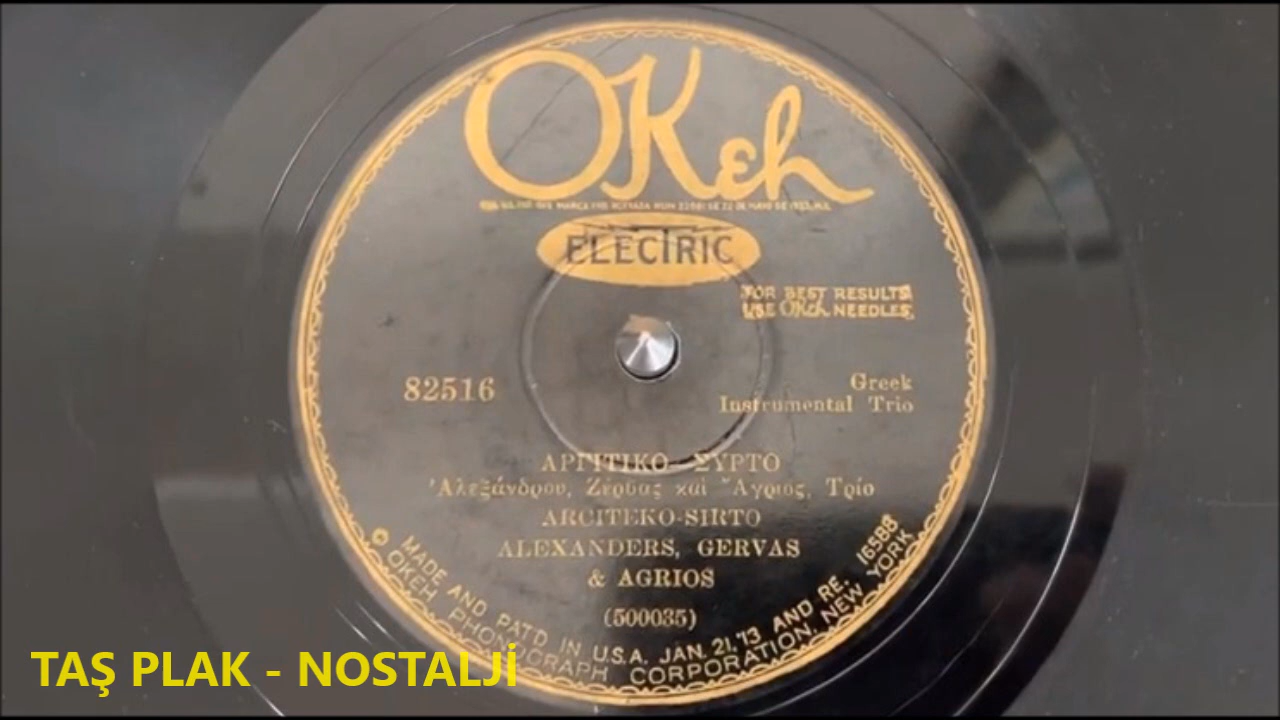 OKeh
ELECTRIC
FOR BEST RESULTS
USE OKeh NEEDLES
82516
Greek
Instrumental Trio
ΑΡΓΙΤΙΚΟ ΣΥΡΤΟ
Ἀλεξάνδρου, Ζέρβας καὶ Ἄγριος, Τρίο
ARCITEKO-SIRTO
ALEXANDERS, GERVAS
& AGRIOS
(500035)
MADE AND PAT'D IN U.S.A. JAN. 21, '13 AND RE. 16588
© OKEH PHONOGRAPH CORPORATION, NEW YORK
TAŞ PLAK - NOSTALJİ